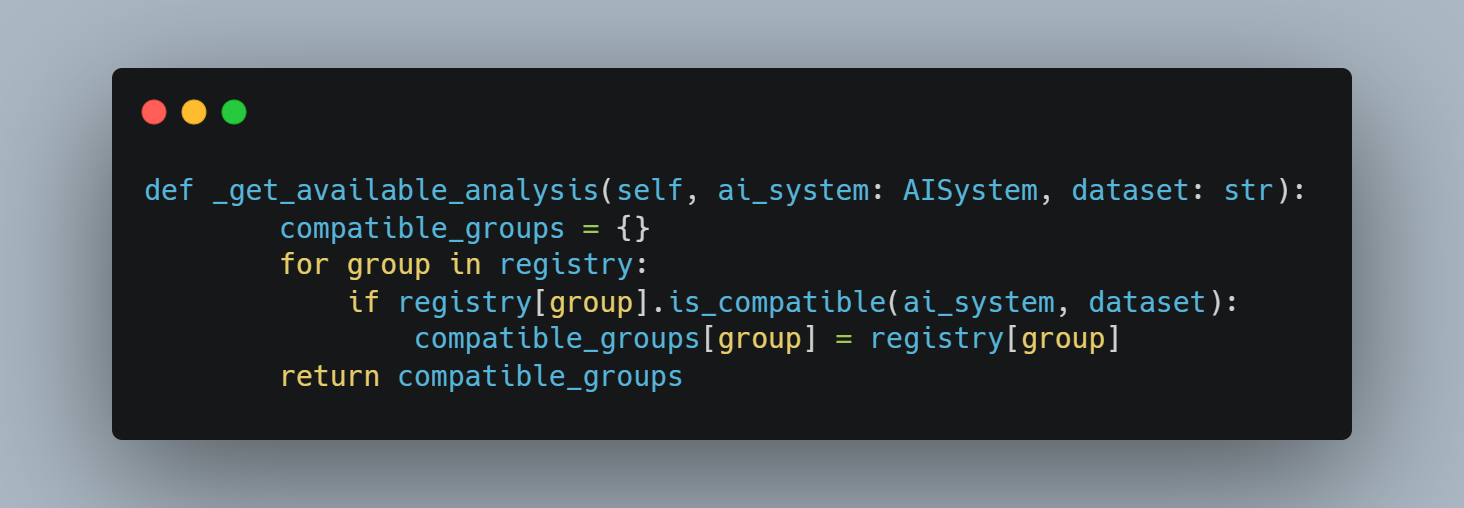 def _get_available_analysis(self, ai_system: AISystem, dataset: str):
        compatible_groups = {}
        for group in registry:
            if registry[group].is_compatible(ai_system, dataset):
                compatible_groups[group] = registry[group]
        return compatible_groups